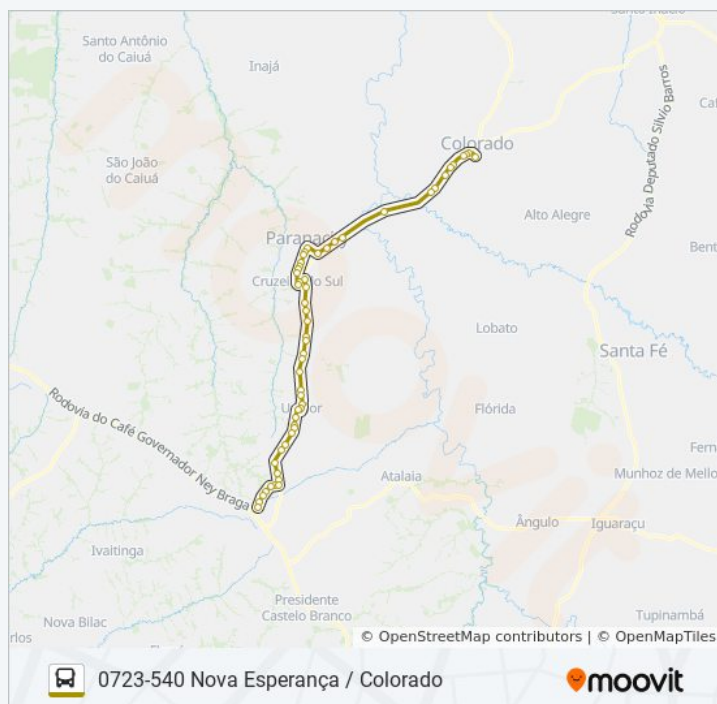 Santo Antônio
do Caiuá
Inajá
Colorado
São João
do Caiuá
Rodovia Deputado Silvio Barros
Alto Alegre
Paranacity
Cruzeiro do Sul
Lobato
Santa Fé
Rodovia do Café Governador Ney Braga
Flórida
Atalaia
Munhoz de Mello
Ângulo
Iguaraçu
Ivaitinga
Presidente
Castelo Branco
Nova Bilac
Tupinambá
© OpenStreetMap contributors | © OpenMapTiles
0723-540 Nova Esperança / Colorado
moovit